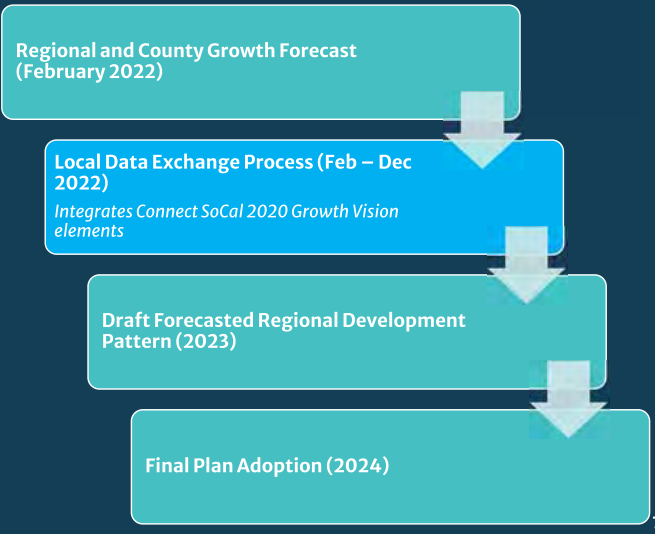 Regional and County Growth Forecast
(February 2022)
Local Data Exchange Process (Feb – Dec
2022)
Integrates Connect SoCal 2020 Growth Vision
elements
Draft Forecasted Regional Development
Pattern (2023)
Final Plan Adoption (2024)